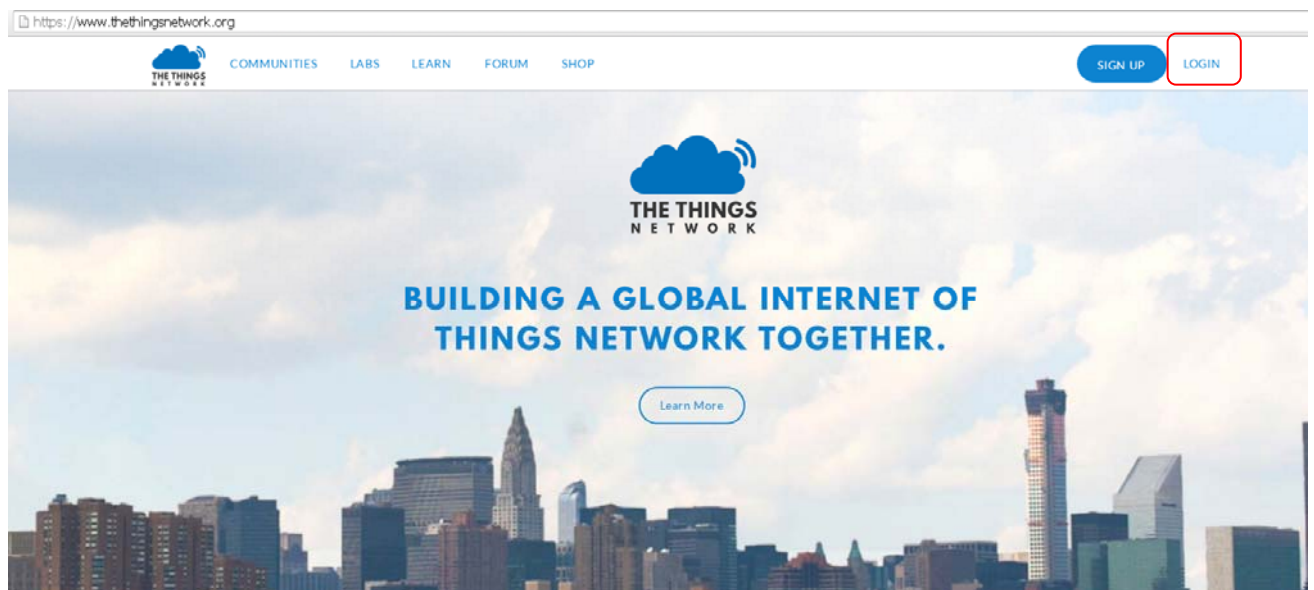 https://www.thethingsnetwork.org
THE THINGS
NETWORK
COMMUNITIES LABS LEARN FORUM SHOP SIGN UP LOGIN
THE THINGS
NETWORK
BUILDING A GLOBAL INTERNET OF
THINGS NETWORK TOGETHER.
Learn More